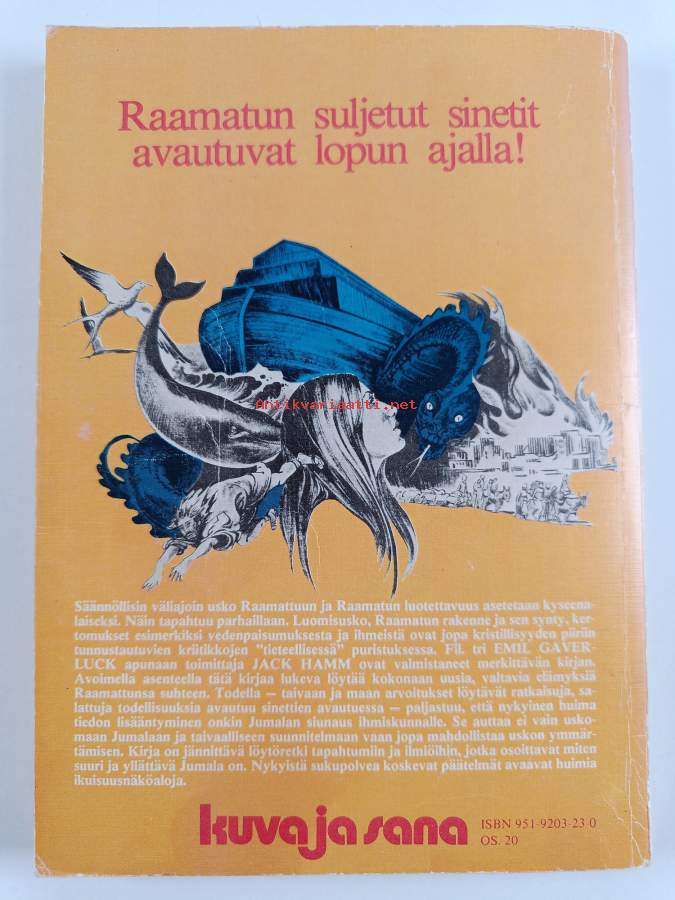 Raamatun suljetut sinetit
avautuvat lopun ajalla!
Antikvariaatti.net
Säännöllisin väliajoin usko Raamattuun ja Raamatun luotettavuus asetetaan kyseena-
laiseksi. Näin tapahtuu parhaillaan. Luomisusko, Raamatun rakenne ja sen synty, ker-
tomukset esimerkiksi vedenpaisumuksesta ja ihmeistä ovat jopa kristillisyyden piiriin
tunnustautuvien kriitikkojen "tieteellisessä" puristuksessa. Fil. tri EMIL GAVER-
LUCK apunaan toimittaja JACK HAMM ovat valmistaneet merkittävän kirjan.
Avoimella asenteella tätä kirjaa lukeva löytää kokonaan uusia, valtavia elämyksiä
Raamattunsa suhteen. Todella — taivaan ja maan arvoitukset löytävät ratkaisuja, sa-
lattuja todellisuuksia avautuu sinettien avautuessa — paljastuu, että nykyinen huima
tiedon lisääntyminen onkin Jumalan siunaus ihmiskunnalle. Se auttaa ei vain usko-
maan Jumalaan ja taivaalliseen suunnitelmaan vaan jopa mahdollistaa uskon ymmär-
tämisen. Kirja on jännittävä löytöretki tapahtumiin ja ilmiöihin, jotka osoittavat miten
suuri ja yllättävä Jumala on. Nykyistä sukupolvea koskevat päätelmät avaavat huimia
ikuisuusnäköaloja.
kuva ja sana
ISBN 951-9203-23-0
OS. 20